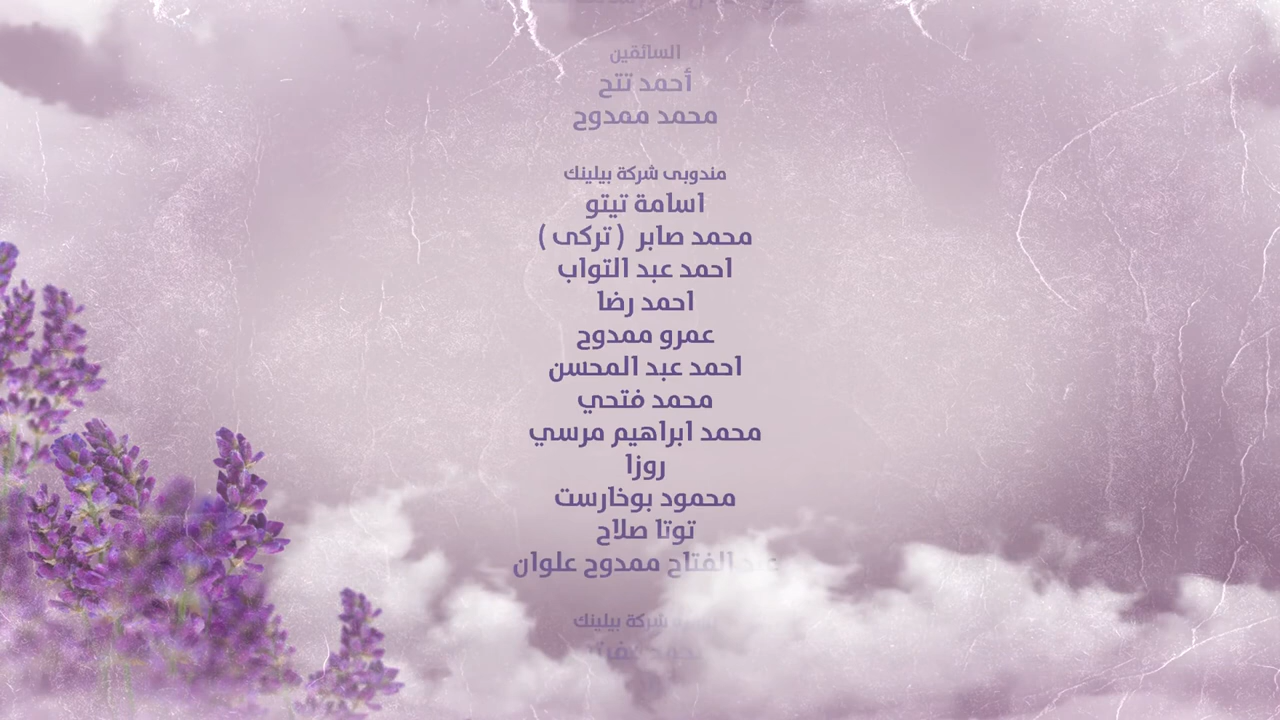 السائقين
أحمد تتح
محمد ممدوح
مندوبى شركة بيلينك
اسامة تيتو
محمد صابر ( تركى )
احمد عبد التواب
احمد رضا
عمرو ممدوح
احمد عبد المحسن
محمد فتحي
محمد ابراهيم مرسي
روزا
محمود بوخارست
توتا صلاح
عبد الفتاح ممدوح علوان
شركة بيلينك